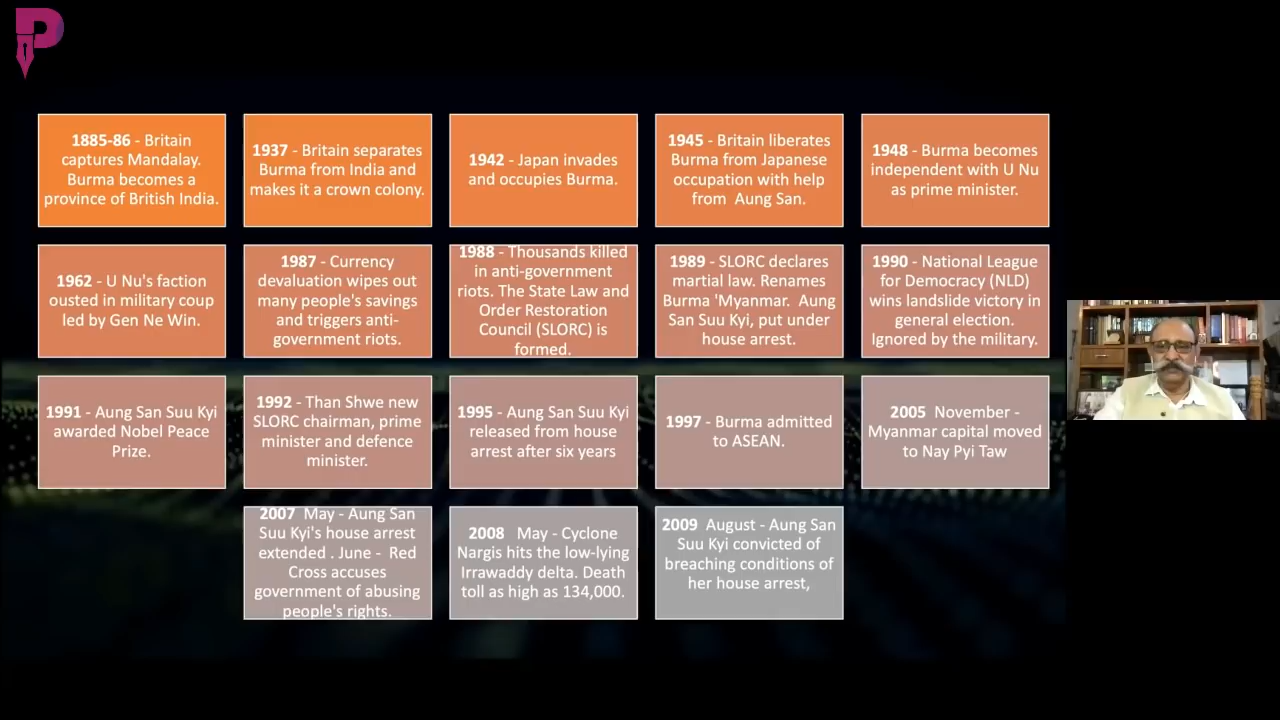 P
1885-86 - Britain
captures Mandalay.
Burma becomes a
province of British India.
1937 - Britain separates
Burma from India and
makes it a crown colony.
1942 - Japan invades
and occupies Burma.
1945 - Britain liberates
Burma from Japanese
occupation with help
from Aung San.
1948 - Burma becomes
independent with U Nu
as prime minister.
1962 - U Nu's faction
ousted in military coup
led by Gen Ne Win.
1987 - Currency
devaluation wipes out
many people's savings
and triggers anti-
government riots.
1988 - Thousands killed
in anti-government
riots. The State Law and
Order Restoration
Council (SLORC) is
formed.
1989 - SLORC declares
martial law. Renames
Burma 'Myanmar. Aung
San Suu Kyi, put under
house arrest.
1990 - National League
for Democracy (NLD)
wins landslide victory in
general election.
Ignored by the military.
1991 - Aung San Suu Kyi
awarded Nobel Peace
Prize.
1992 - Than Shwe new
SLORC chairman, prime
minister and defence
minister.
1995 - Aung San Suu Kyi
released from house
arrest after six years
1997 - Burma admitted
to ASEAN.
2005 November -
Myanmar capital moved
to Nay Pyi Taw
2007 May - Aung San
Suu Kyi's house arrest
extended . June - Red
Cross accuses
government of abusing
people's rights.
2008 May - Cyclone
Nargis hits the low-lying
Irrawaddy delta. Death
toll as high as 134,000.
2009 August - Aung San
Suu Kyi convicted of
breaching conditions of
her house arrest,